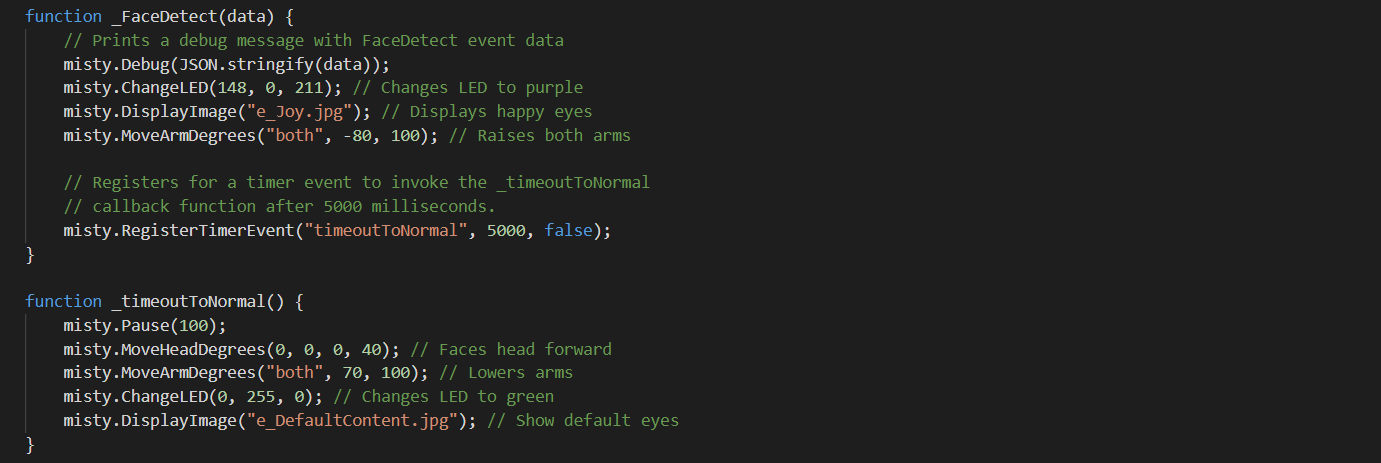 function _FaceDetect(data) {
    // Prints a debug message with FaceDetect event data
    misty.Debug(JSON.stringify(data));
    misty.ChangeLED(148, 0, 211); // Changes LED to purple
    misty.DisplayImage("e_Joy.jpg"); // Displays happy eyes
    misty.MoveArmDegrees("both", -80, 100); // Raises both arms

    // Registers for a timer event to invoke the _timeoutToNormal
    // callback function after 5000 milliseconds.
    misty.RegisterTimerEvent("timeoutToNormal", 5000, false);
}

function _timeoutToNormal() {
    misty.Pause(100);
    misty.MoveHeadDegrees(0, 0, 0, 40); // Faces head forward
    misty.MoveArmDegrees("both", 70, 100); // Lowers arms
    misty.ChangeLED(0, 255, 0); // Changes LED to green
    misty.DisplayImage("e_DefaultContent.jpg"); // Show default eyes
}